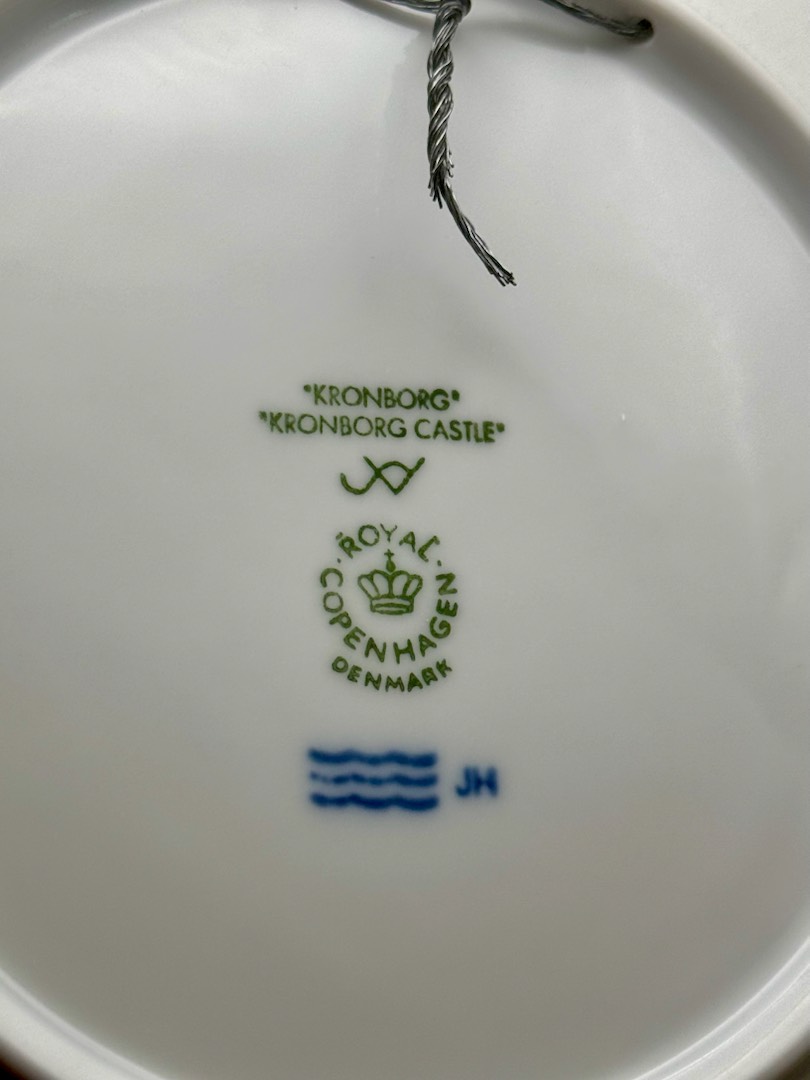 "KRONBORG"
"KRONBORG CASTLE"
ROYAL
COPENHAGEN
DENMARK
JH